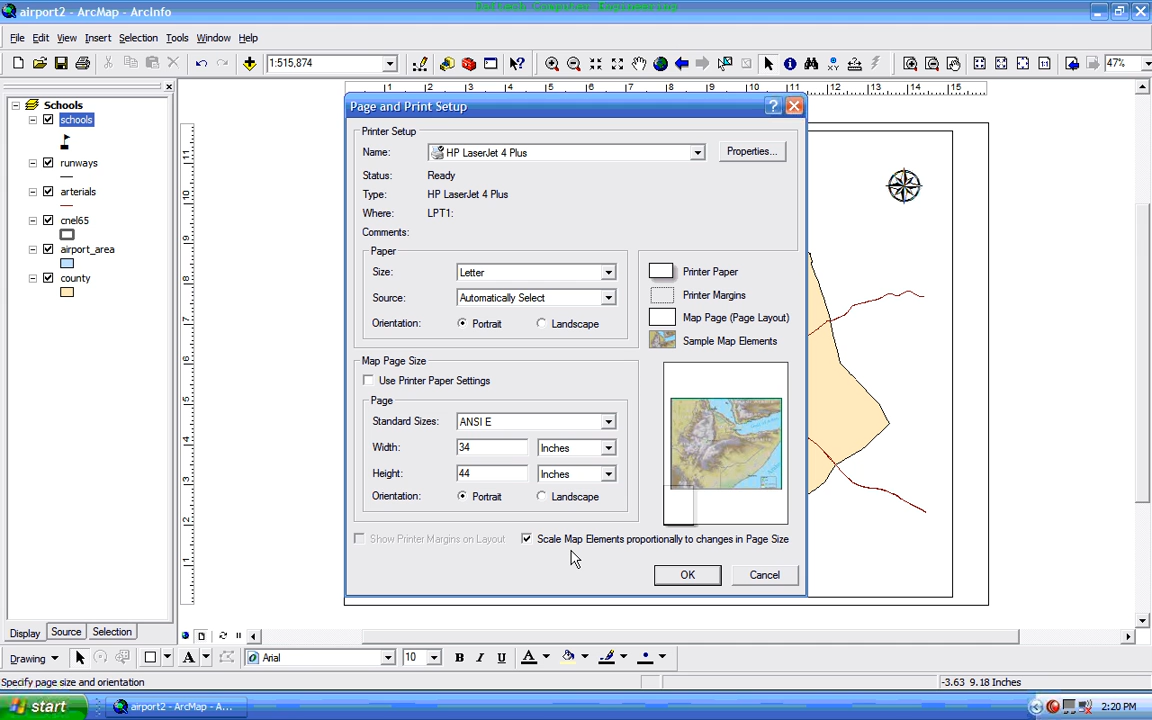 Infotech Computer Engineering
airport2 - ArcMap - ArcInfo
File Edit View Insert Selection Tools Window Help
1:515,874
47%
Schools
schools
runways
arterials
cnel65
airport_area
county
Page and Print Setup
Printer Setup
Name: HP LaserJet 4 Plus Properties...
Status: Ready
Type: HP LaserJet 4 Plus
Where: LPT1:
Comments:
Paper
Size: Letter
Source: Automatically Select
Orientation: Portrait Landscape
Printer Paper
Printer Margins
Map Page (Page Layout)
Sample Map Elements
Map Page Size
Use Printer Paper Settings
Page
Standard Sizes: ANSI E
Width: 34 Inches
Height: 44 Inches
Orientation: Portrait Landscape
Show Printer Margins on Layout
Scale Map Elements proportionally to changes in Page Size
OK Cancel
Display Source Selection
Drawing Arial 10 B I U A
Specify page size and orientation
-3.63 9.18 Inches
start airport2 - ArcMap - A... 2:20 PM